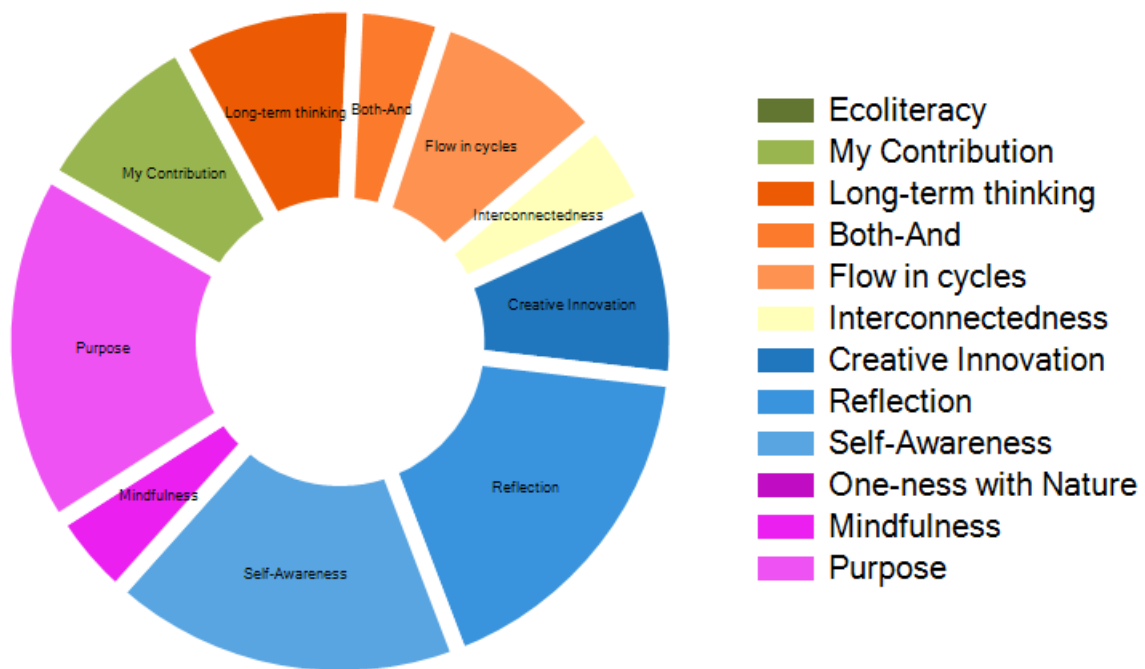 Long-term thinking
Both-And
Flow in cycles
My Contribution
Interconnectedness
Creative Innovation
Purpose
Reflection
Mindfulness
Self-Awareness
Ecoliteracy
My Contribution
Long-term thinking
Both-And
Flow in cycles
Interconnectedness
Creative Innovation
Reflection
Self-Awareness
One-ness with Nature
Mindfulness
Purpose